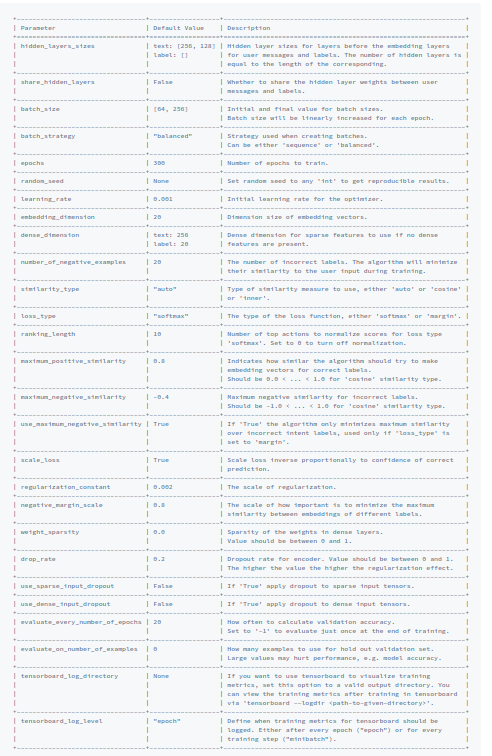 +---------------------------------+------------------+--------------------------------------------------------------+
| Parameter | Default Value | Description |
+=================================+==================+==============================================================+
| hidden_layers_sizes | text: [256, 128] | Hidden layer sizes for layers before the embedding layers |
| | label: [] | for user messages and labels. The number of hidden layers is |
| | | equal to the length of the corresponding. |
| share_hidden_layers | False | Whether to share the hidden layer weights between user |
| | | messages and labels. |
| batch_size | [64, 256] | Initial and final value for batch sizes. |
| | | Batch size will be linearly increased for each epoch. |
| batch_strategy | "balanced" | Strategy used when creating batches. |
| | | Can be either 'sequence' or 'balanced'. |
| epochs | 300 | Number of epochs to train. |
| random_seed | None | Set random seed to any 'int' to get reproducible results. |
| learning_rate | 0.001 | Initial learning rate for the optimizer. |
| embedding_dimension | 20 | Dimension size of embedding vectors. |
| dense_dimension | text: 256 | Dense dimension for sparse features to use if no dense |
| | label: 20 | features are present. |
| number_of_negative_examples | 20 | The number of incorrect labels. The algorithm will minimize |
| | | their similarity to the user input during training. |
| similarity_type | "auto" | Type of similarity measure to use, either 'auto' or 'cosine' |
| | | or 'inner'. |
| loss_type | "softmax" | The type of the loss function, either 'softmax' or 'margin'. |
| ranking_length | 10 | Number of top actions to normalize scores for loss type |
| | | 'softmax'. Set to 0 to turn off normalization. |
| maximum_positive_similarity | 0.8 | Indicates how similar the algorithm should try to make |
| | | embedding vectors for correct labels. |
| | | Should be 0.0 < ... < 1.0 for 'cosine' similarity type. |
| maximum_negative_similarity | -0.4 | Maximum negative similarity for incorrect labels. |
| | | Should be -1.0 < ... < 1.0 for 'cosine' similarity type. |
| use_maximum_negative_similarity | True | If 'True' the algorithm only minimizes maximum similarity |
| | | over incorrect intent labels, used only if 'loss_type' is |
| | | set to 'margin'. |
| scale_loss | True | Scale loss inverse proportionally to confidence of correct |
| | | prediction. |
| regularization_constant | 0.002 | The scale of regularization. |
| negative_margin_scale | 0.8 | The scale of how important is to minimize the maximum |
| | | similarity between embeddings of different labels. |
| weight_sparsity | 0.0 | Sparsity of the weights in dense layers. |
| | | Value should be between 0 and 1. |
| drop_rate | 0.2 | Dropout rate for encoder. Value should be between 0 and 1. |
| | | The higher the value the higher the regularization effect. |
| use_sparse_input_dropout | False | If 'True' apply dropout to sparse input tensors. |
| use_dense_input_dropout | False | If 'True' apply dropout to dense input tensors. |
| evaluate_every_number_of_epochs | 20 | How often to calculate validation accuracy. |
| | | Set to '-1' to evaluate just once at the end of training. |
| evaluate_on_number_of_examples | 0 | How many examples to use for hold out validation set. |
| | | Large values may hurt performance, e.g. model accuracy. |
| tensorboard_log_directory | None | If you want to use tensorboard to visualize training |
| | | metrics, set this option to a valid output directory. You |
| | | can view the training metrics after training in tensorboard |
| | | via 'tensorboard --logdir <path-to-given-directory>'. |
| tensorboard_log_level | "epoch" | Define when training metrics for tensorboard should be |
| | | logged. Either after every epoch ("epoch") or for every |
| | | training step ("minibatch"). |